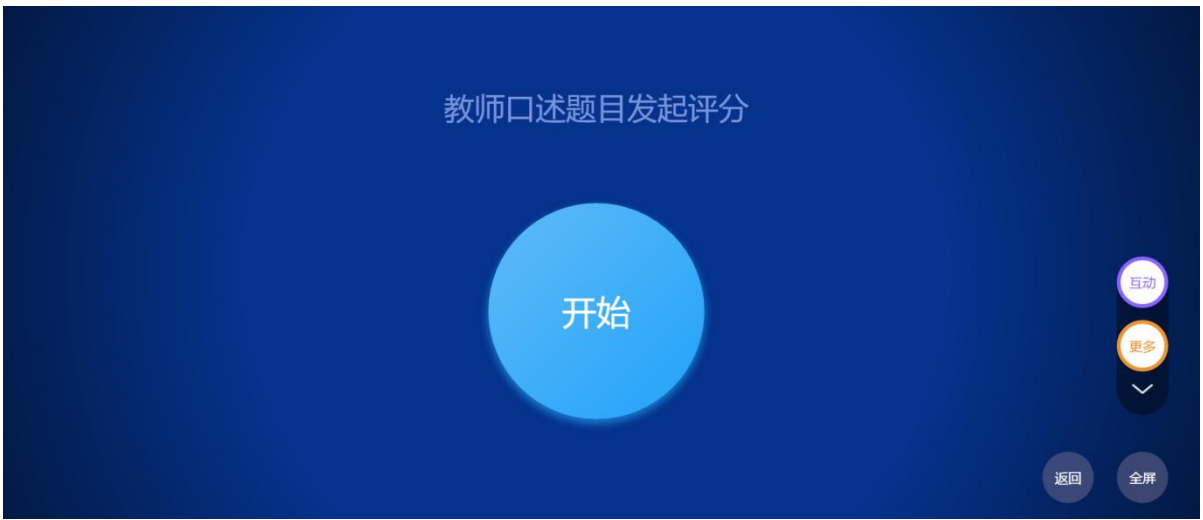 教师口述题目发起评分
开始
互动
更多
返回
全屏